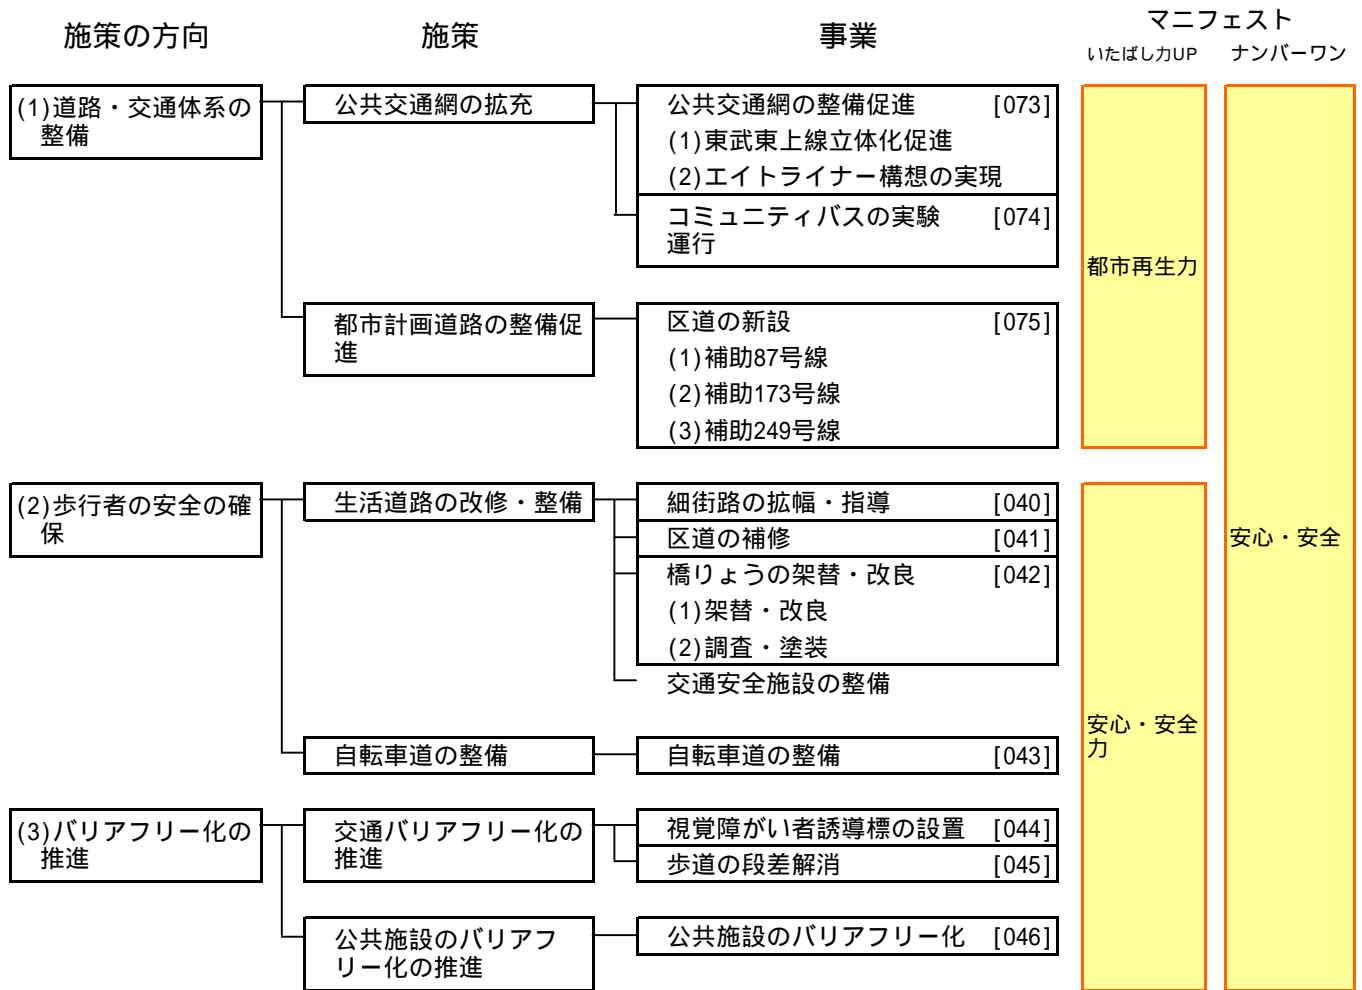 マニフェスト
施策の方向 施策 事業 いたばし力UP ナンバーワン
(1)道路・交通体系の
整備
公共交通網の拡充
公共交通網の整備促進 [073]
(1)東武東上線立体化促進
(2)エイトライナー構想の実現
コミュニティバスの実験 [074]
運行
都市計画道路の整備促
進
区道の新設 [075]
(1)補助87号線
(2)補助173号線
(3)補助249号線
都市再生力
(2)歩行者の安全の確
保
生活道路の改修・整備
細街路の拡幅・指導 [040]
区道の補修 [041]
橋りょうの架替・改良 [042]
(1)架替・改良
(2)調査・塗装
交通安全施設の整備
自転車道の整備
自転車道の整備 [043]
(3)バリアフリー化の
推進
交通バリアフリー化の
推進
視覚障がい者誘導標の設置 [044]
歩道の段差解消 [045]
公共施設のバリアフ
リー化の推進
公共施設のバリアフリー化 [046]
安心・安全
力
安心・安全